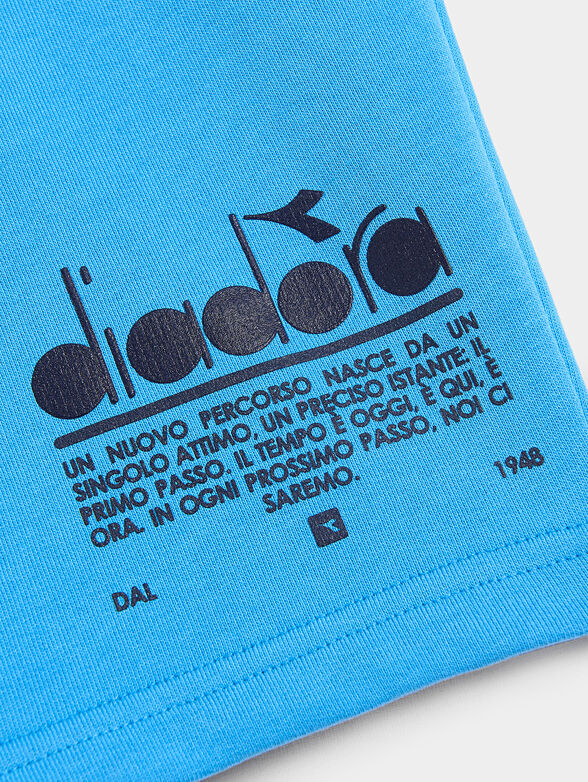 diadora
UN NUOVO PERCORSO NASCE DA UN
SINGOLO ATTIMO, UN PRECISO ISTANTE. IL
PRIMO PASSO. IL TEMPO È OGGI, È QUI, È
ORA. IN OGNI PROSSIMO PASSO, NOI CI
SAREMO.
DAL 1948